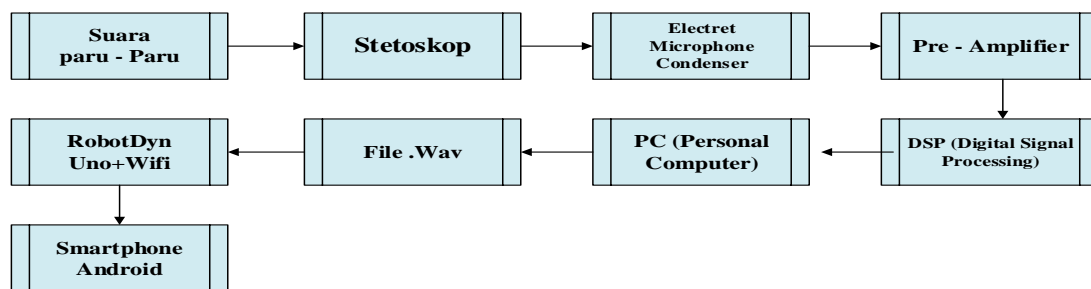 Suara
paru - Paru
Stetoskop
Electret
Microphone
Condenser
Pre - Amplifier
DSP (Digital Signal
Processing)
PC (Personal
Computer)
File .Wav
RobotDyn
Uno+Wifi
Smartphone
Android